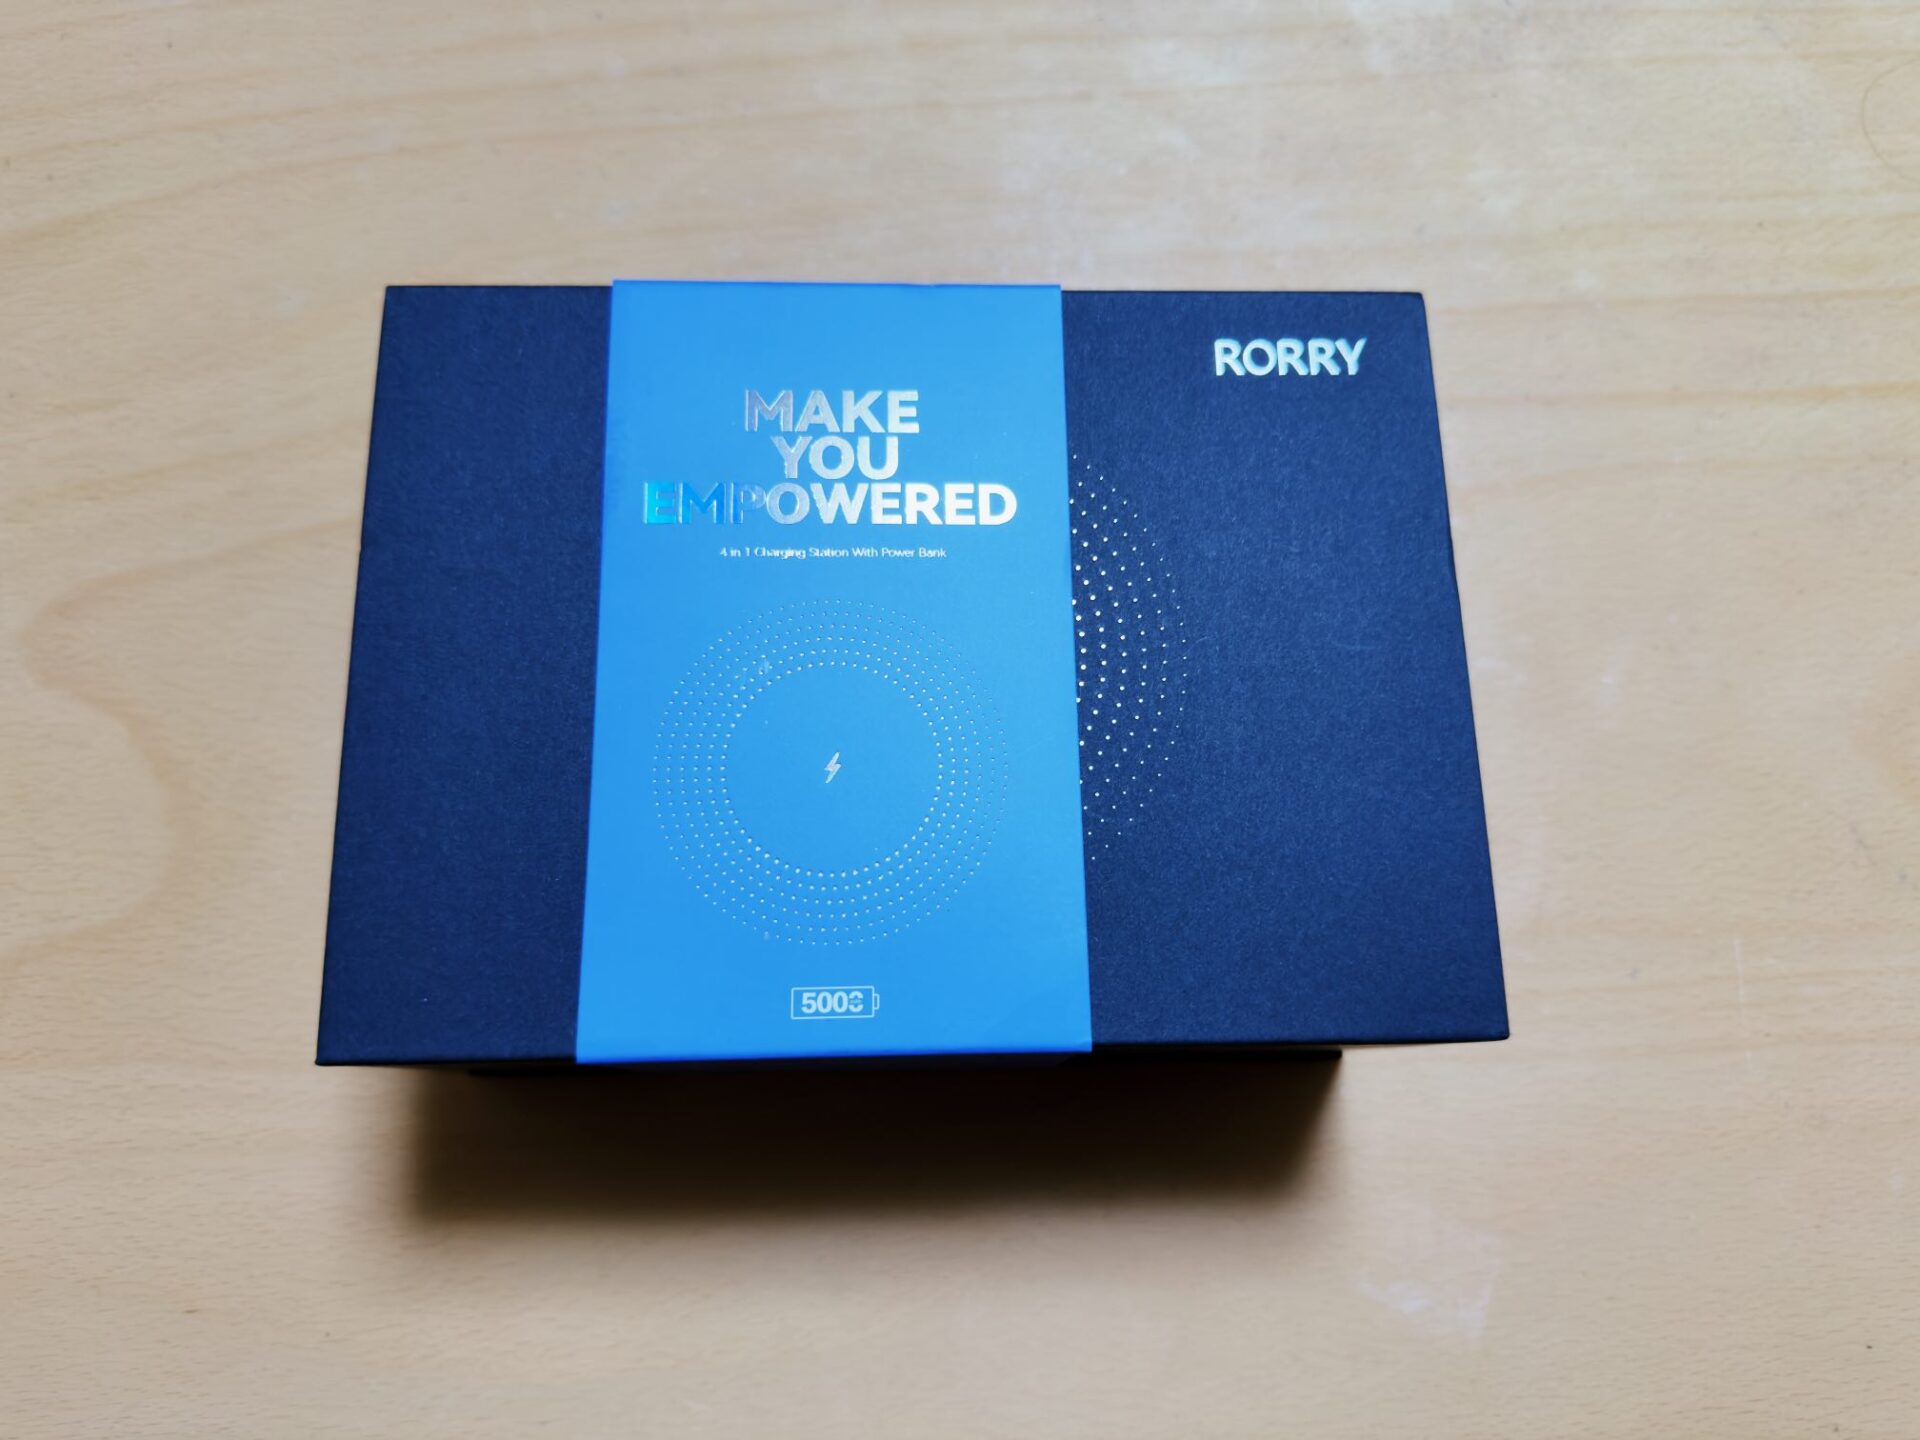 RORRY
MAKE
YOU
EMPOWERED
4 in 1 Charging Station With Power Bank
5000